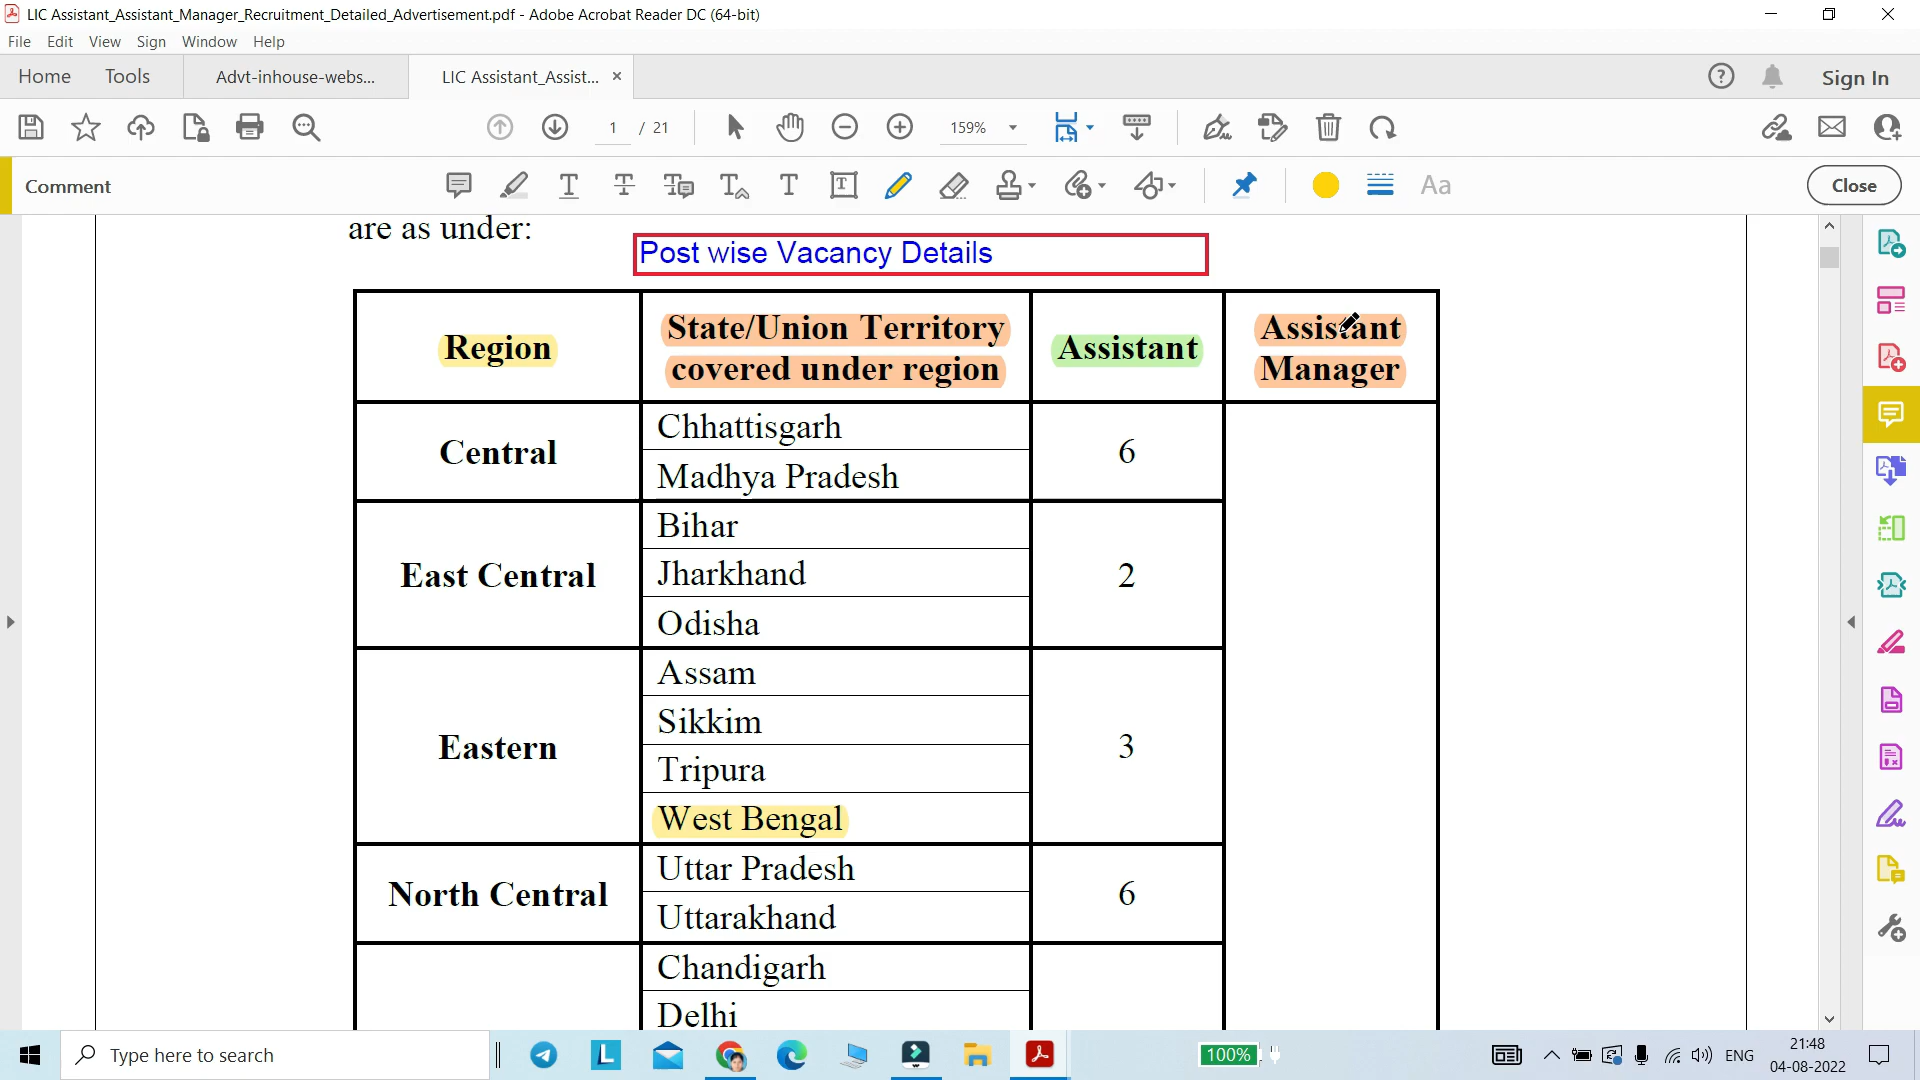 LIC Assistant_Assistant_Manager_Recruitment_Detailed_Advertisement.pdf - Adobe Acrobat Reader DC (64-bit)
File Edit View Sign Window Help
Home Tools Advt-inhouse-webs... LIC Assistant_Assist... × Sign In
1 / 21 159%
Comment Aa Close
are as under:
Post wise Vacancy Details
Region State/Union Territory covered under region Assistant Assistant Manager
Central Chhattisgarh 6
Madhya Pradesh
East Central Bihar 2
Jharkhand
Odisha
Eastern Assam 3
Sikkim
Tripura
West Bengal
North Central Uttar Pradesh 6
Uttarakhand
Chandigarh
Delhi
Type here to search 100% ENG 21:48
04-08-2022